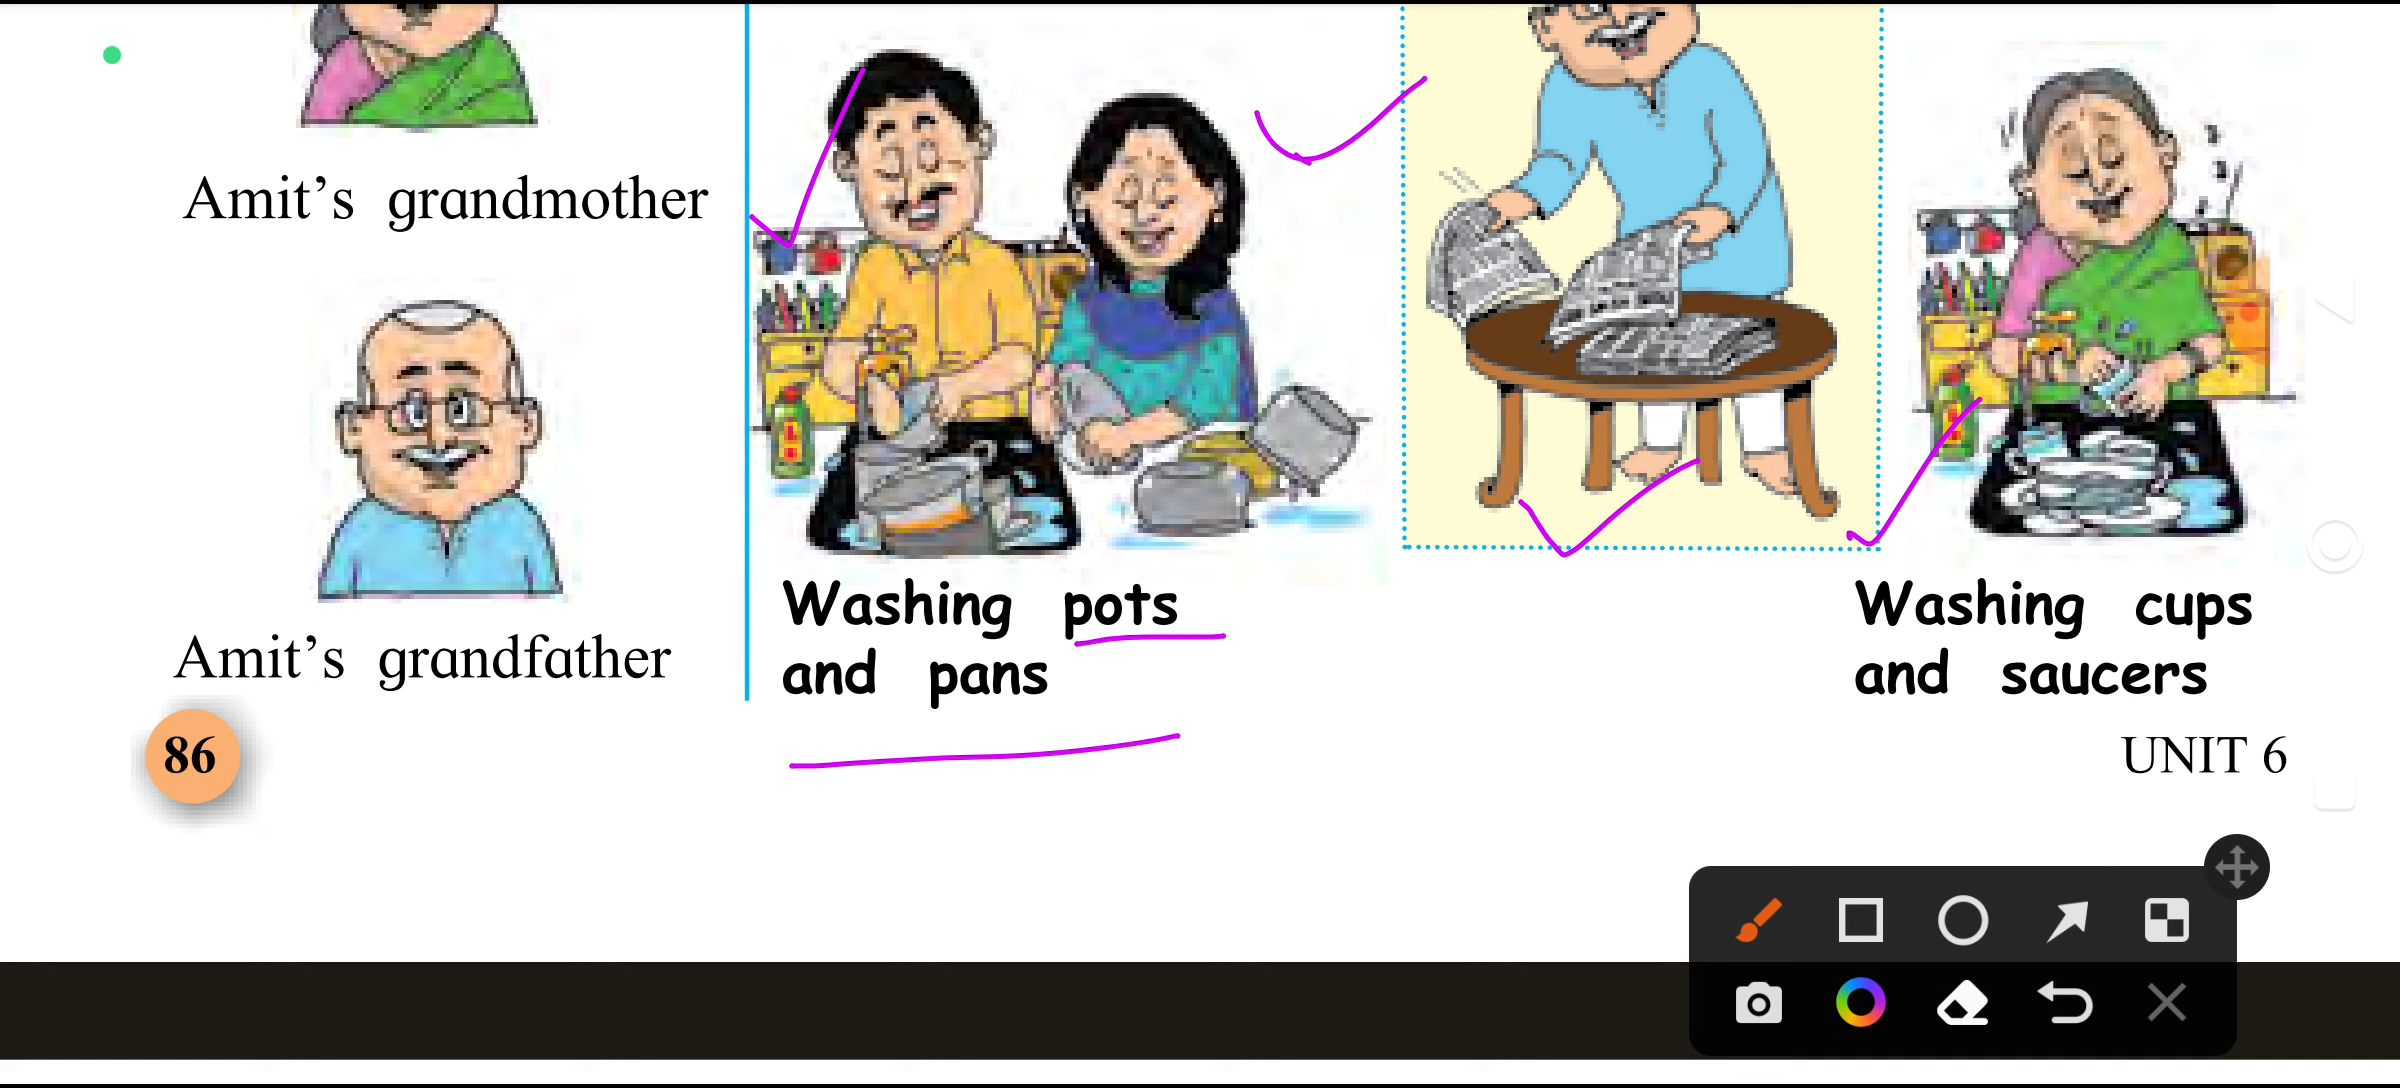 Amit's grandmother
Amit's grandfather
Washing pots
and pans
Washing cups
and saucers
86
UNIT 6